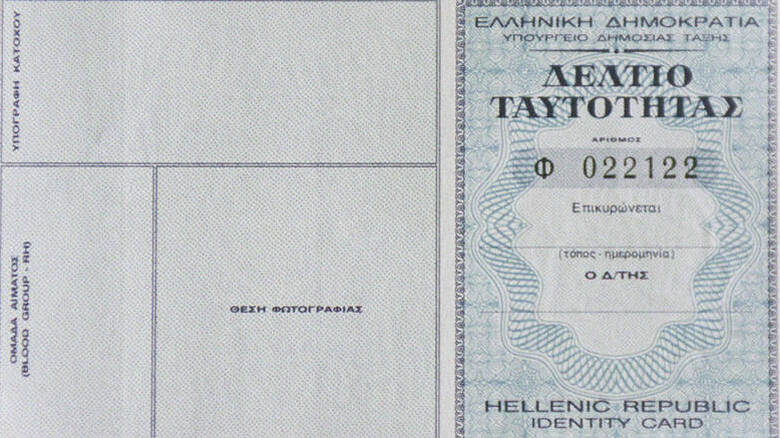 ΥΠΟΓΡΑΦΗ ΚΑΤΟΧΟΥ
ΟΜΑΔΑ ΑΙΜΑΤΟΣ
(BLOOD GROUP - RH)
ΘΕΣΗ ΦΩΤΟΓΡΑΦΙΑΣ
ΕΛΛΗΝΙΚΗ ΔΗΜΟΚΡΑΤΙΑ
ΥΠΟΥΡΓΕΙΟ ΔΗΜΟΣΙΑΣ ΤΑΞΗΣ
ΔΕΛΤΙΟ
ΤΑΥΤΟΤΗΤΑΣ
ΑΡΙΘΜΟΣ
Φ 022122
Επικυρώνεται
(τόπος - ημερομηνία)
Ο Δ/ΤΗΣ
HELLENIC REPUBLIC
IDENTITY CARD